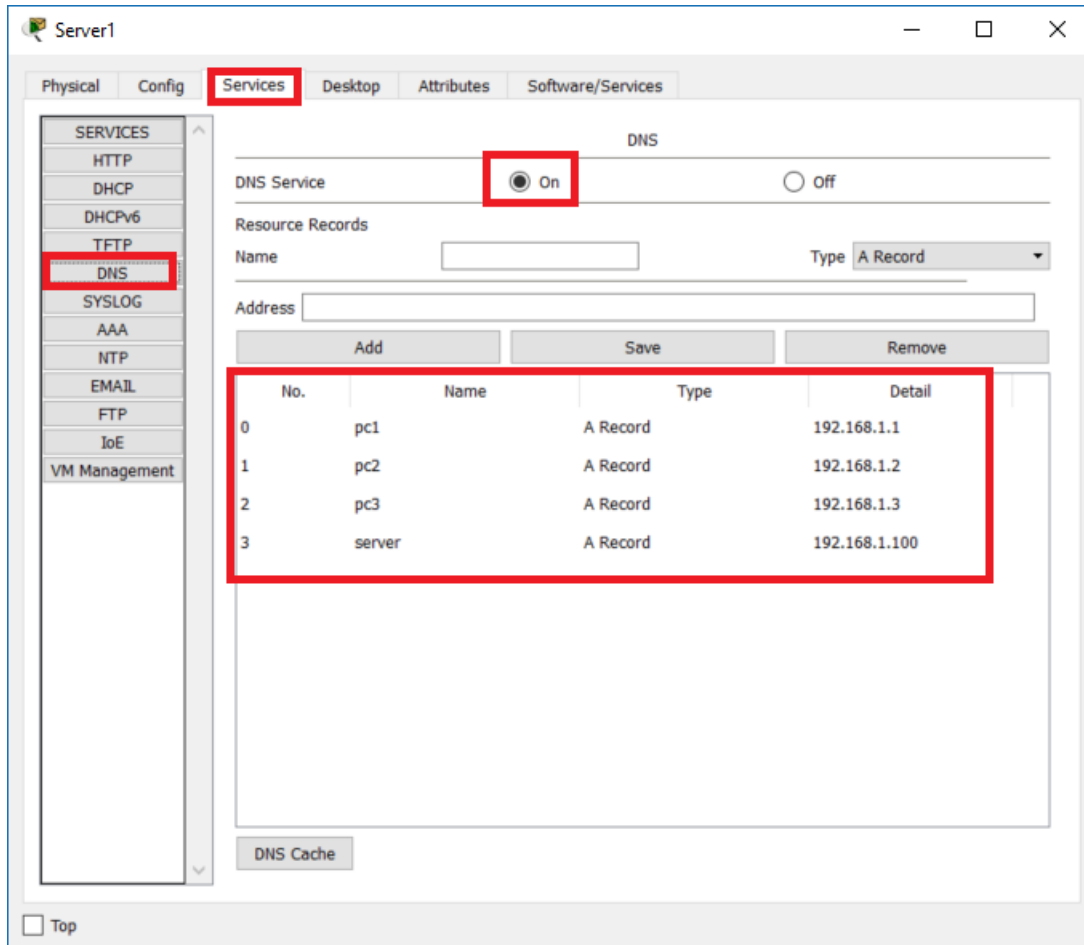 Server1
Physical Config Services Desktop Attributes Software/Services
SERVICES
HTTP
DHCP
DHCPv6
TFTP
DNS
SYSLOG
AAA
NTP
EMAIL
FTP
IoE
VM Management
DNS
DNS Service On Off
Resource Records
Name Type A Record
Address
Add Save Remove
No. Name Type Detail
0 pc1 A Record 192.168.1.1
1 pc2 A Record 192.168.1.2
2 pc3 A Record 192.168.1.3
3 server A Record 192.168.1.100
DNS Cache
Top